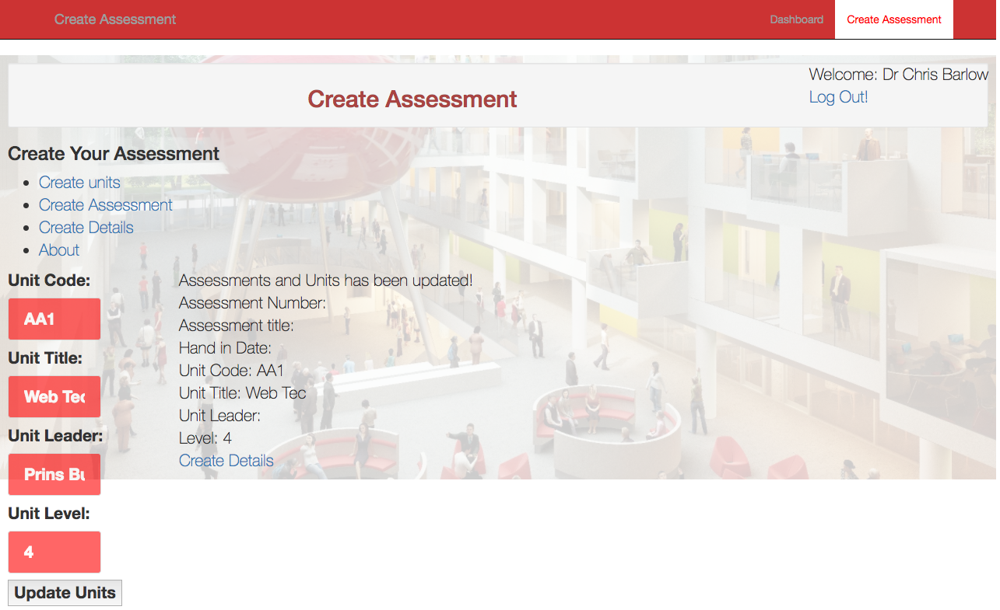 Create Assessment
Dashboard
Create Assessment
Welcome: Dr Chris Barlow
Log Out!
Create Assessment
Create Your Assessment
Create units
Create Assessment
Create Details
About
Unit Code:
AA1
Unit Title:
Web Tec
Unit Leader:
Prins Bu
Unit Level:
4
Update Units
Assessments and Units has been updated!
Assessment Number:
Assessment title:
Hand in Date:
Unit Code: AA1
Unit Title: Web Tec
Unit Leader:
Level: 4
Create Details